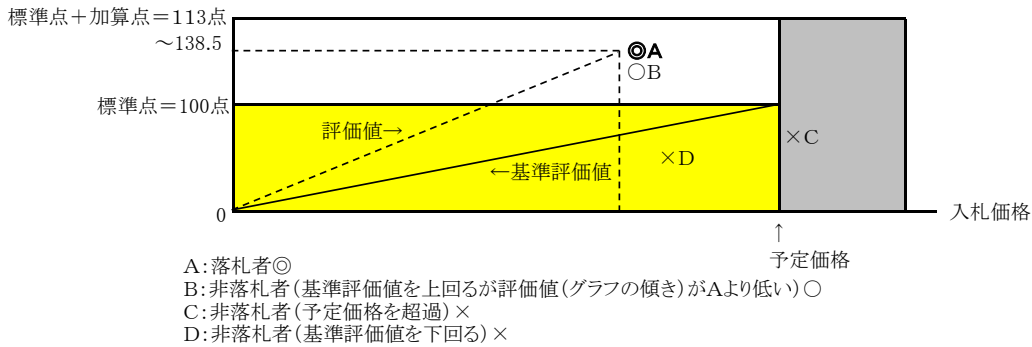 標準点＋加算点＝113点
～138.5
◎A
○B
標準点＝100点
評価値→
×C
×D
←基準評価値
0
入札価格
↑
予定価格
A：落札者◎
B：非落札者（基準評価値を上回るが評価値（グラフの傾き）がAより低い）○
C：非落札者（予定価格を超過）×
D：非落札者（基準評価値を下回る）×